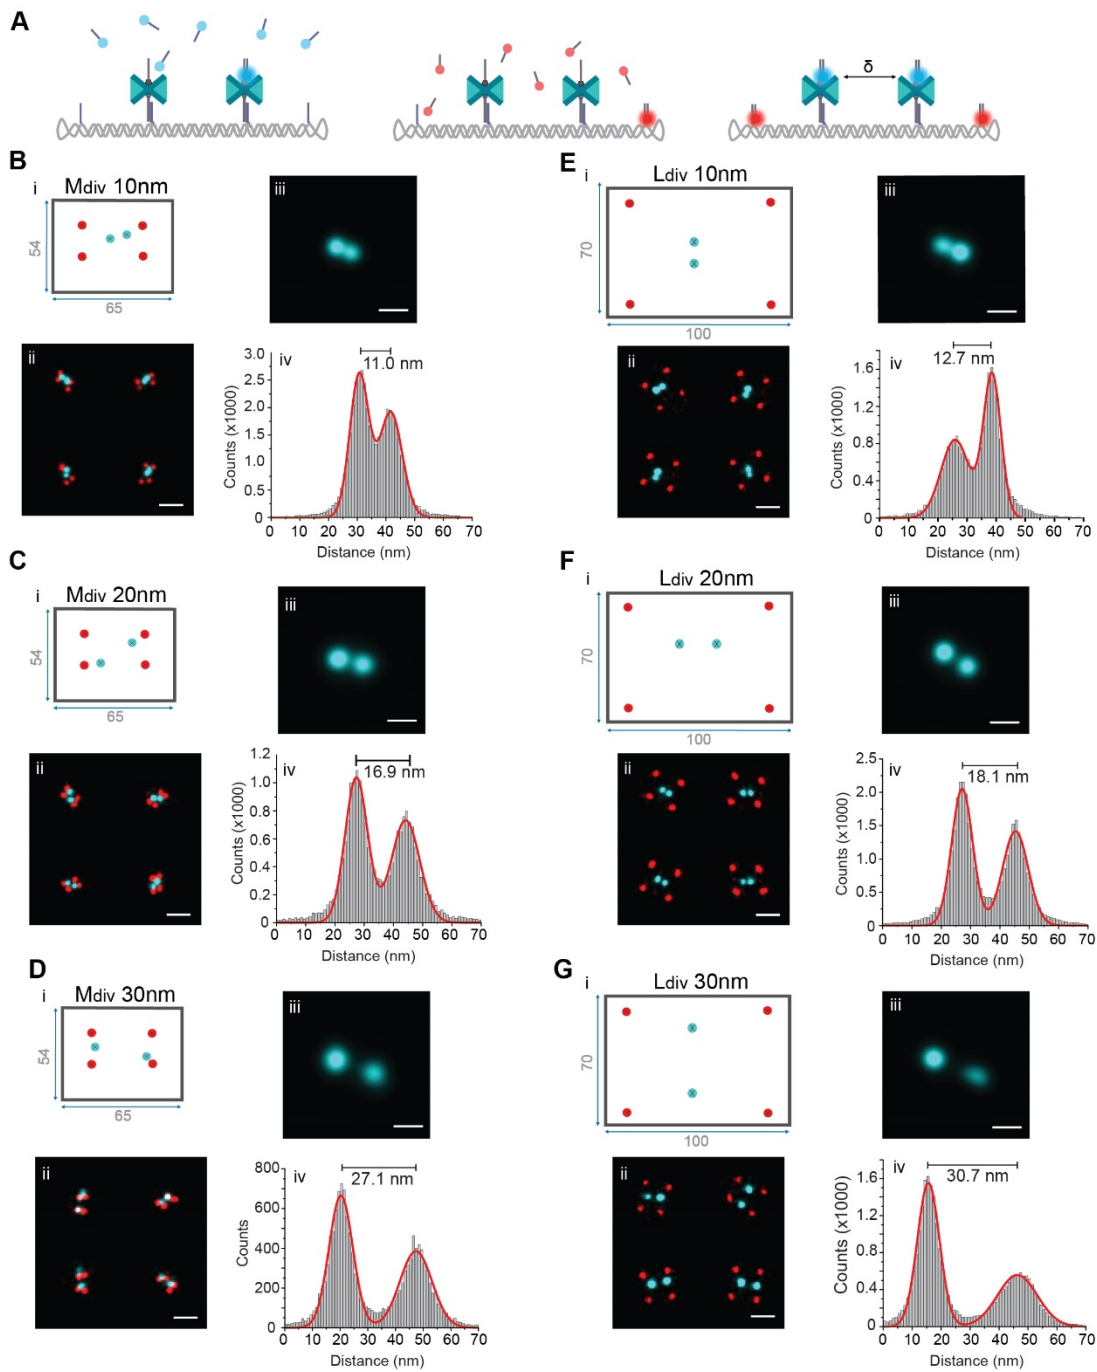 A
δ
B
i
Mdiv 10nm
54
65
ii
iii
iv
11.0 nm
Counts (x1000)
3.0
2.5
2.0
1.5
1.0
0.5
0
0 10 20 30 40 50 60 70
Distance (nm)
E
i
Ldiv 10nm
70
100
ii
iii
iv
12.7 nm
Counts (x1000)
1.6
1.2
0.8
0.4
0
0 10 20 30 40 50 60 70
Distance (nm)
C
i
Mdiv 20nm
54
65
ii
iii
iv
16.9 nm
Counts (x1000)
1.2
1.0
0.8
0.6
0.4
0.2
0
0 10 20 30 40 50 60 70
Distance (nm)
F
i
Ldiv 20nm
70
100
ii
iii
iv
18.1 nm
Counts (x1000)
2.5
2.0
1.5
1.0
0.5
0
0 10 20 30 40 50 60 70
Distance (nm)
D
i
Mdiv 30nm
54
65
ii
iii
iv
27.1 nm
Counts
800
600
400
200
0
0 10 20 30 40 50 60 70
Distance (nm)
G
i
Ldiv 30nm
70
100
ii
iii
iv
30.7 nm
Counts (x1000)
1.6
1.2
0.8
0.4
0
0 10 20 30 40 50 60 70
Distance (nm)